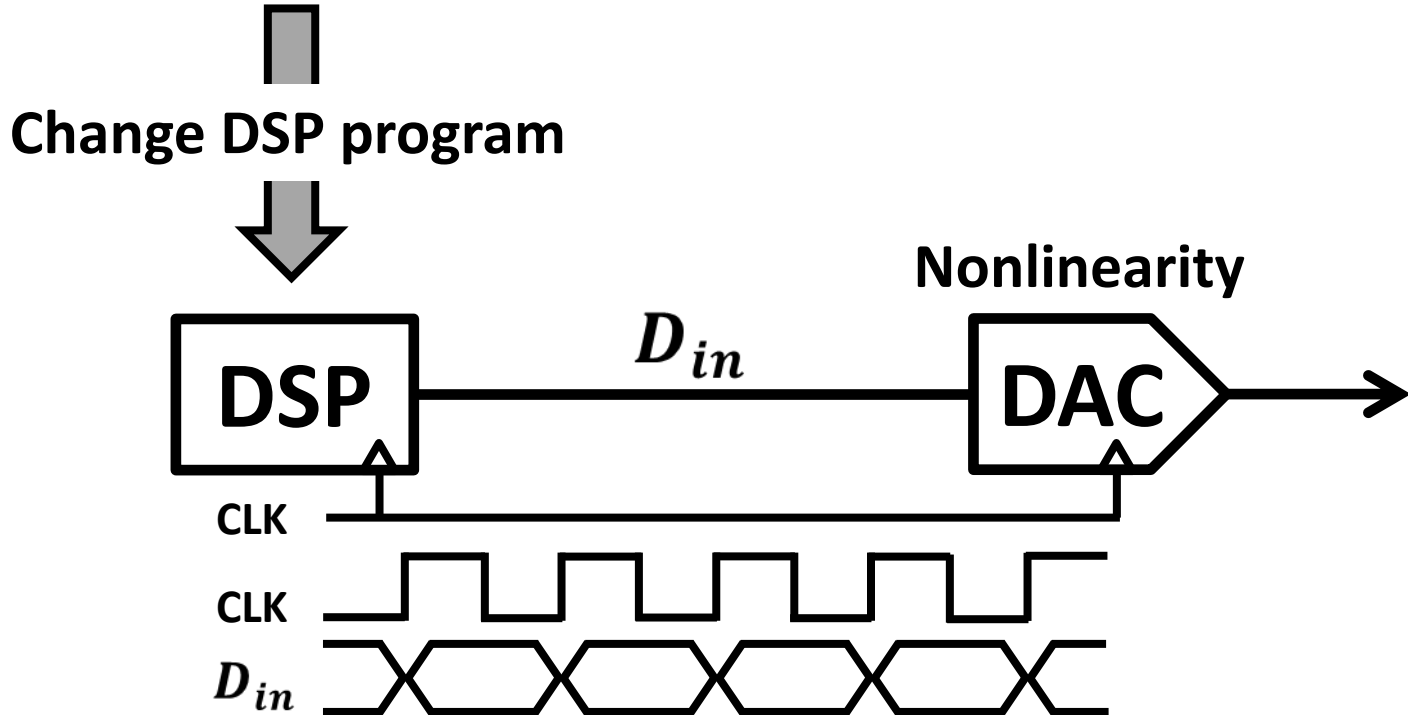 Change DSP program
Nonlinearity
DSP
D_in
DAC
CLK
CLK
D_in